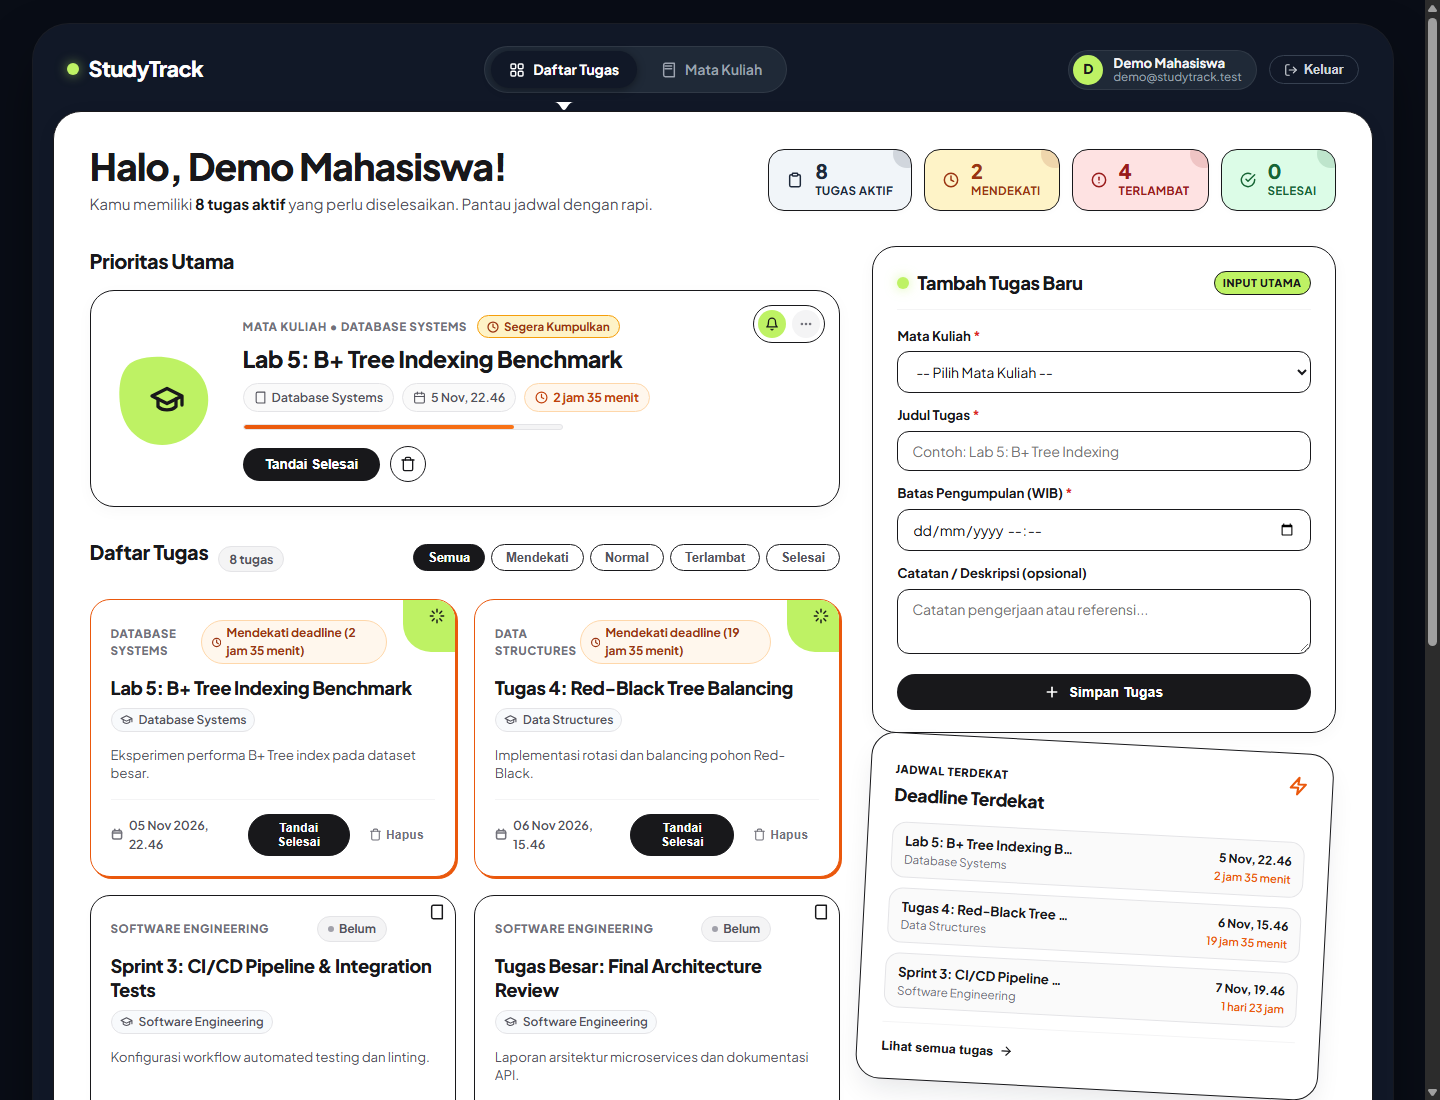 StudyTrack
Daftar Tugas
Mata Kuliah
D
Demo Mahasiswa
demo@studytrack.test
Keluar
Halo, Demo Mahasiswa!
Kamu memiliki 8 tugas aktif yang perlu diselesaikan. Pantau jadwal dengan rapi.
8
TUGAS AKTIF
2
MENDEKATI
4
TERLAMBAT
0
SELESAI
Prioritas Utama
MATA KULIAH • DATABASE SYSTEMS
Segera Kumpulkan
Lab 5: B+ Tree Indexing Benchmark
Database Systems
5 Nov, 22.46
2 jam 35 menit
Tandai Selesai
Daftar Tugas
8 tugas
Semua
Mendekati
Normal
Terlambat
Selesai
DATABASE
SYSTEMS
Mendekati deadline (2
jam 35 menit)
Lab 5: B+ Tree Indexing Benchmark
Database Systems
Eksperimen performa B+ Tree index pada dataset
besar.
05 Nov 2026,
22.46
Tandai
Selesai
Hapus
DATA
STRUCTURES
Mendekati deadline (19
jam 35 menit)
Tugas 4: Red-Black Tree Balancing
Data Structures
Implementasi rotasi dan balancing pohon Red-
Black.
06 Nov 2026,
15.46
Tandai
Selesai
Hapus
SOFTWARE ENGINEERING
Belum
Sprint 3: CI/CD Pipeline & Integration
Tests
Software Engineering
Konfigurasi workflow automated testing dan linting.
SOFTWARE ENGINEERING
Belum
Tugas Besar: Final Architecture
Review
Software Engineering
Laporan arsitektur microservices dan dokumentasi
API.
Tambah Tugas Baru
INPUT UTAMA
Mata Kuliah *
-- Pilih Mata Kuliah --
Judul Tugas *
Contoh: Lab 5: B+ Tree Indexing
Batas Pengumpulan (WIB) *
dd/mm/yyyy --:--
Catatan / Deskripsi (opsional)
Catatan pengerjaan atau referensi...
Simpan Tugas
JADWAL TERDEKAT
Deadline Terdekat
Lab 5: B+ Tree Indexing B...
Database Systems
5 Nov, 22.46
2 jam 35 menit
Tugas 4: Red-Black Tree ...
Data Structures
6 Nov, 15.46
19 jam 35 menit
Sprint 3: CI/CD Pipeline ...
Software Engineering
7 Nov, 19.46
1 hari 23 jam
Lihat semua tugas